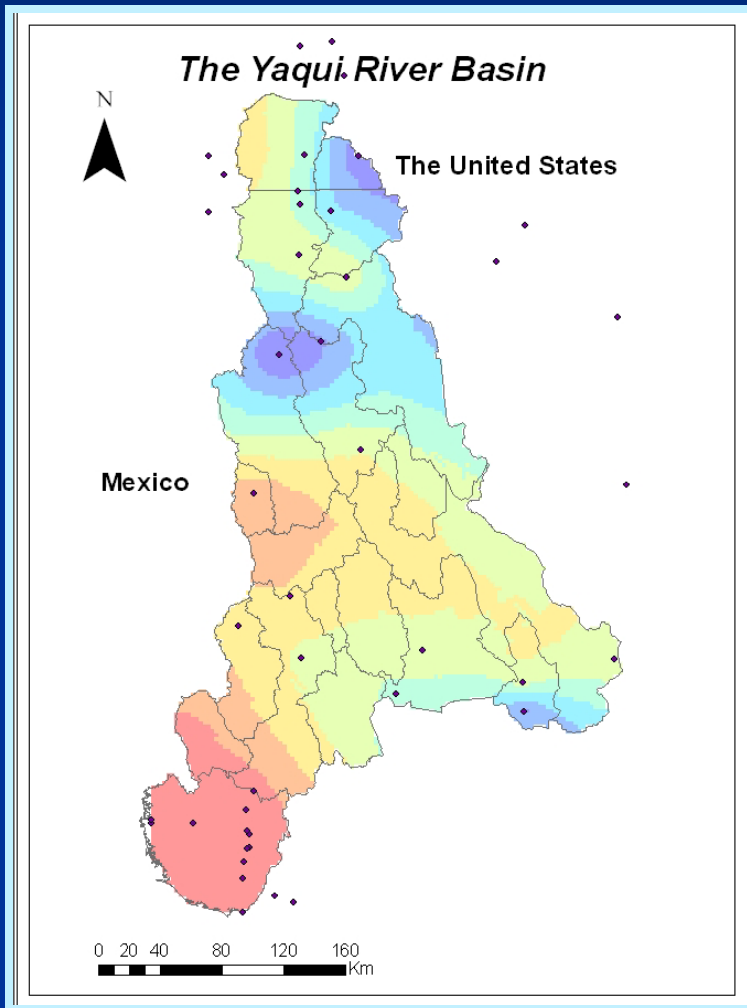 The Yaqui River Basin
N
The United States
Mexico
0 20 40 80 120 160
Km